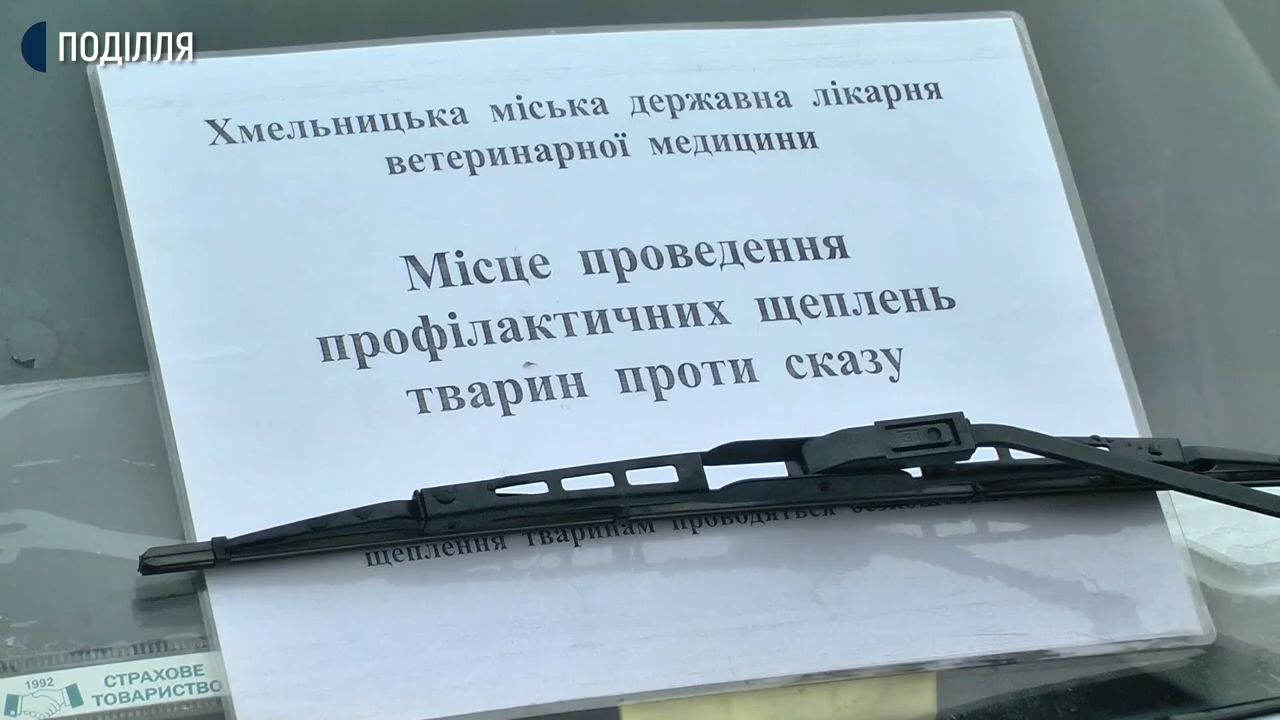 ПОДІЛЛЯ
Хмельницька міська державна лікарня
ветеринарної медицини
Місце проведення
профілактичних щеплень
тварин проти сказу
щеплення тваринам проводяться
1992
СТРАХОВЕ
ТОВАРИСТВО